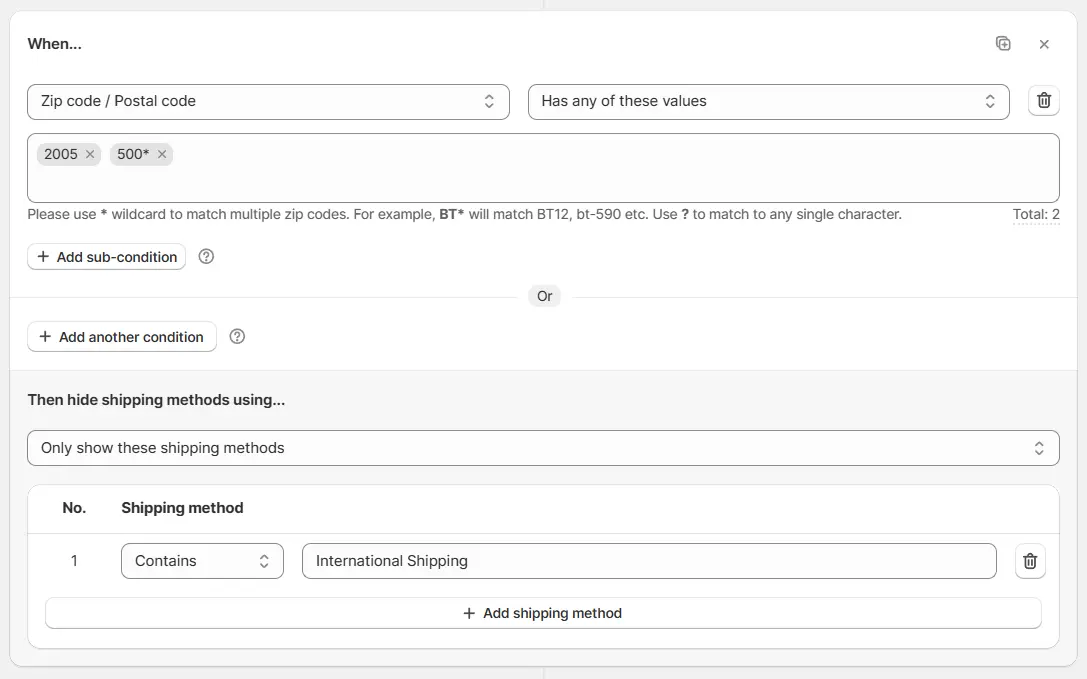 When...
Zip code / Postal code
Has any of these values
2005 500*
Please use * wildcard to match multiple zip codes. For example, BT* will match BT12, bt-590 etc. Use ? to match to any single character.
Total: 2
Add sub-condition
Or
Add another condition
Then hide shipping methods using...
Only show these shipping methods
No. Shipping method
1 Contains International Shipping
Add shipping method